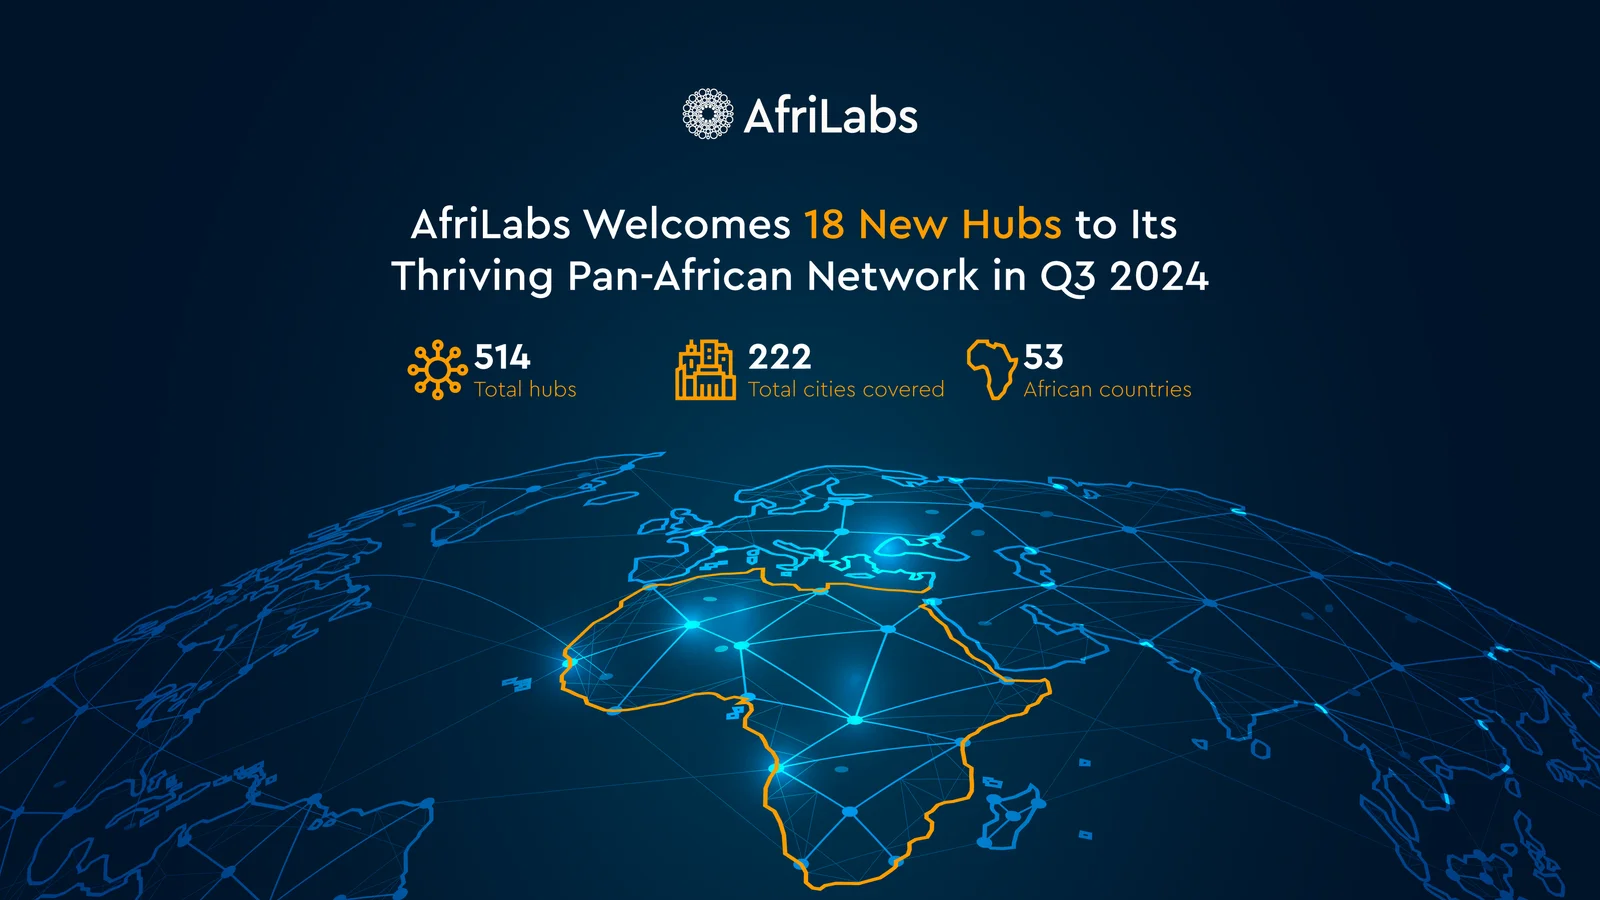 AfriLabs
AfriLabs Welcomes 18 New Hubs to Its
Thriving Pan-African Network in Q3 2024
514
Total hubs
222
Total cities covered
53
African countries